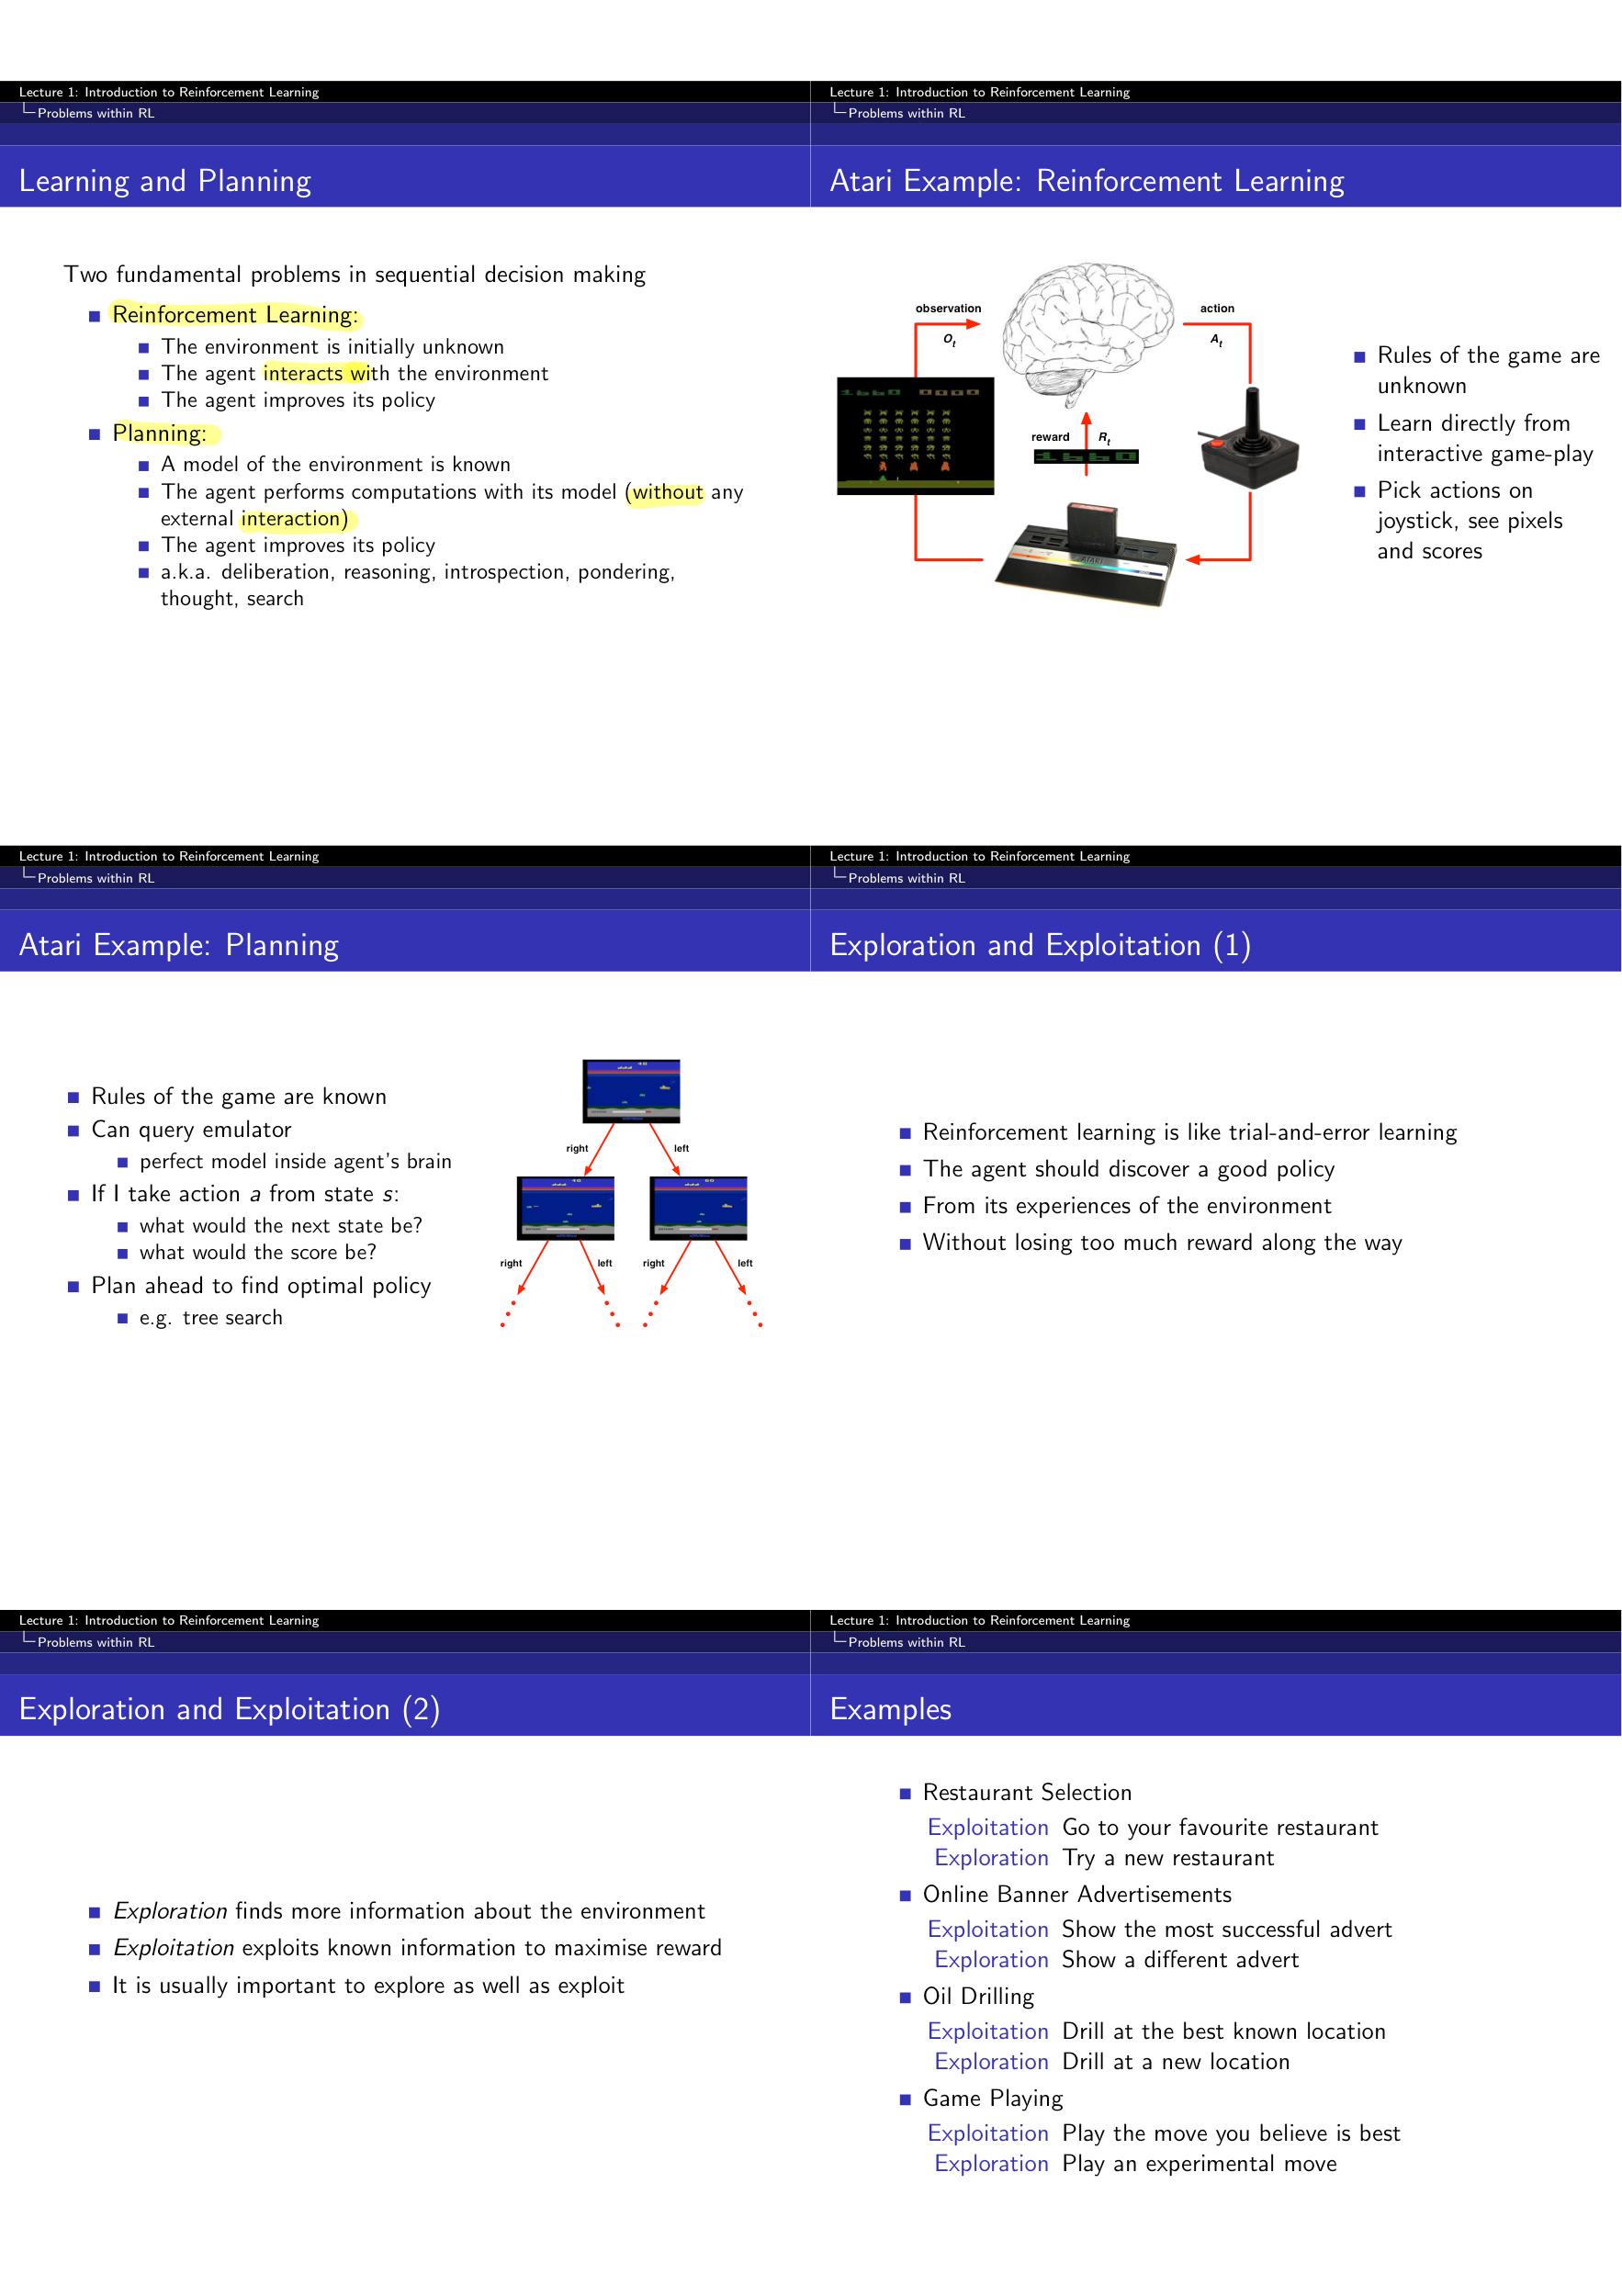 Lecture 1: Introduction to Reinforcement Learning
Problems within RL
Learning and Planning
Two fundamental problems in sequential decision making
Reinforcement Learning:
The environment is initially unknown
The agent interacts with the environment
The agent improves its policy
Planning:
A model of the environment is known
The agent performs computations with its model (without any
external interaction)
The agent improves its policy
a.k.a. deliberation, reasoning, introspection, pondering,
thought, search
Lecture 1: Introduction to Reinforcement Learning
Problems within RL
Atari Example: Reinforcement Learning
observation
Ot
action
At
reward
Rt
1660 0000
1660
ATARI
Rules of the game are
unknown
Learn directly from
interactive game-play
Pick actions on
joystick, see pixels
and scores
Lecture 1: Introduction to Reinforcement Learning
Problems within RL
Atari Example: Planning
Rules of the game are known
Can query emulator
perfect model inside agent's brain
If I take action a from state s:
what would the next state be?
what would the score be?
Plan ahead to find optimal policy
e.g. tree search
right
left
right
left
right
left
Lecture 1: Introduction to Reinforcement Learning
Problems within RL
Exploration and Exploitation (1)
Reinforcement learning is like trial-and-error learning
The agent should discover a good policy
From its experiences of the environment
Without losing too much reward along the way
Lecture 1: Introduction to Reinforcement Learning
Problems within RL
Exploration and Exploitation (2)
Exploration finds more information about the environment
Exploitation exploits known information to maximise reward
It is usually important to explore as well as exploit
Lecture 1: Introduction to Reinforcement Learning
Problems within RL
Examples
Restaurant Selection
Exploitation Go to your favourite restaurant
Exploration Try a new restaurant
Online Banner Advertisements
Exploitation Show the most successful advert
Exploration Show a different advert
Oil Drilling
Exploitation Drill at the best known location
Exploration Drill at a new location
Game Playing
Exploitation Play the move you believe is best
Exploration Play an experimental move